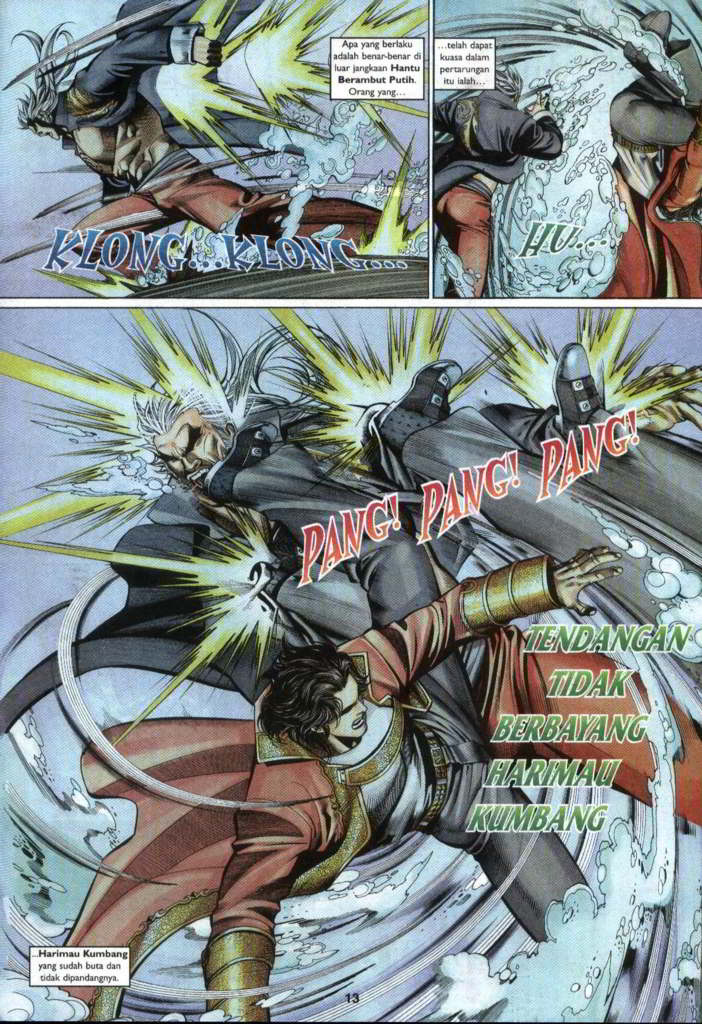 Apa yang berlaku
adalah benar-benar di
luar jangkaan Hantu
Berambut Putih.
Orang yang...
KLONG...KLONG....
...telah dapat
kuasa dalam
pertarungan
itu ialah...
HU....
PANG! PANG! PANG!
TENDANGAN
TIDAK
BERBAYANG
HARIMAU
KUMBANG
...Harimau Kumbang
yang sudah buta dan
tidak dipandangnya.
13